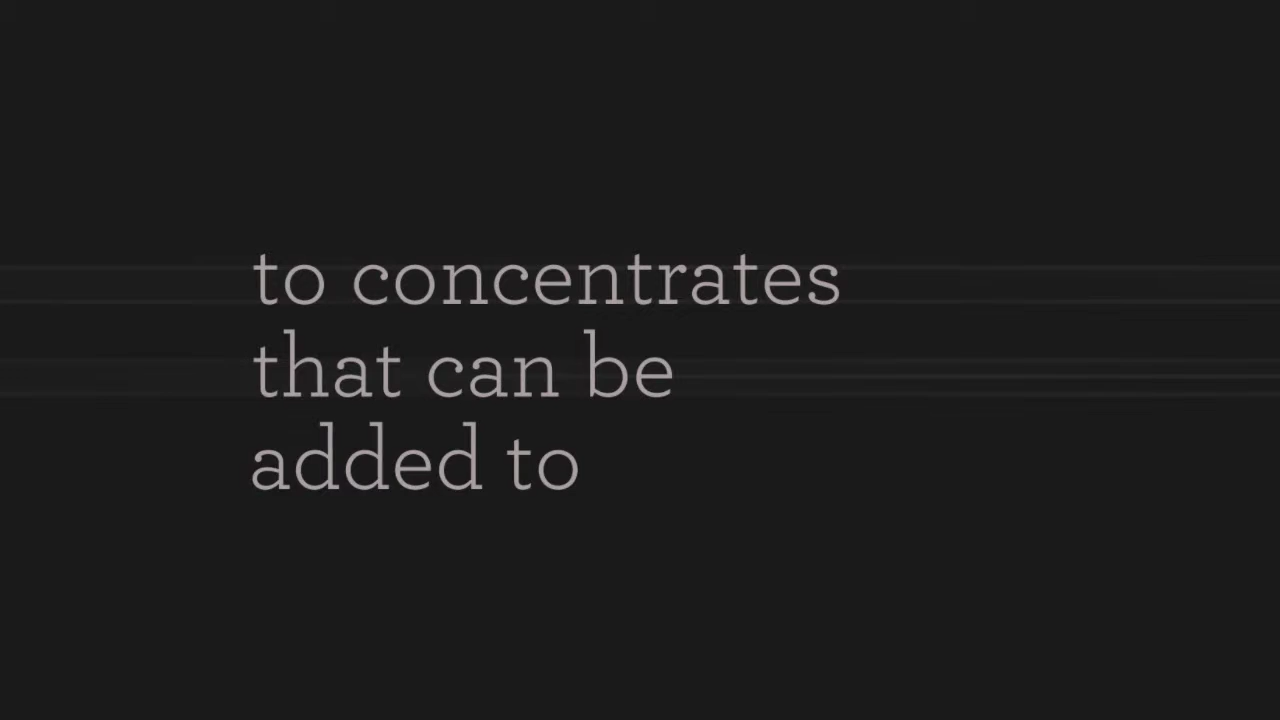 to concentrates
that can be
added to